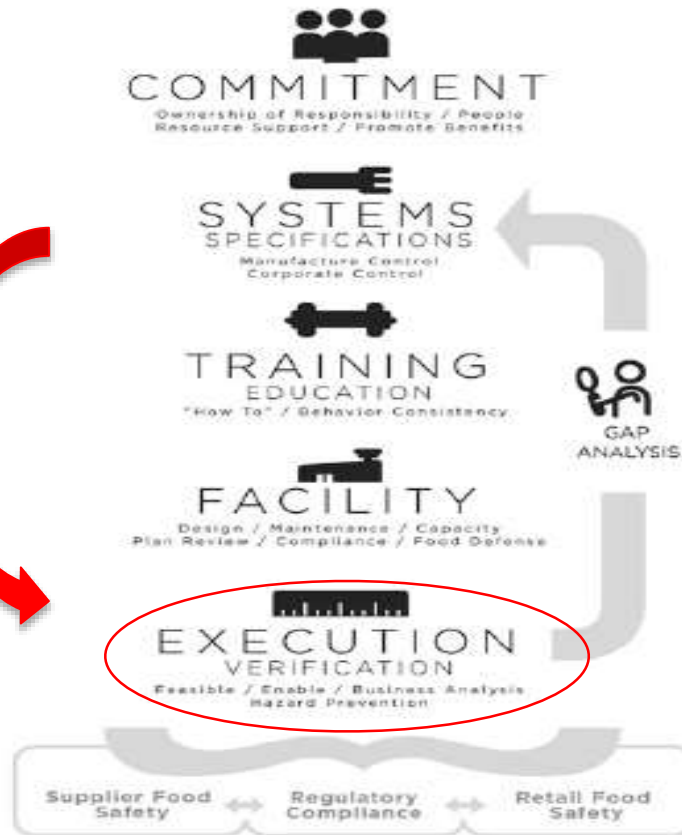 COMMITMENT
Ownership of Responsibility / People
Resource Support / Promote Benefits
SYSTEMS
SPECIFICATIONS
Manufacture Control
Corporate Control
TRAINING
EDUCATION
"How To" / Behavior Consistency
GAP
ANALYSIS
FACILITY
Design / Maintenance / Capacity
Plan Review / Compliance / Food Defense
EXECUTION
VERIFICATION
Feasible / Enable / Business Analysis
Hazard Prevention
Supplier Food
Safety
Regulatory
Compliance
Retail Food
Safety